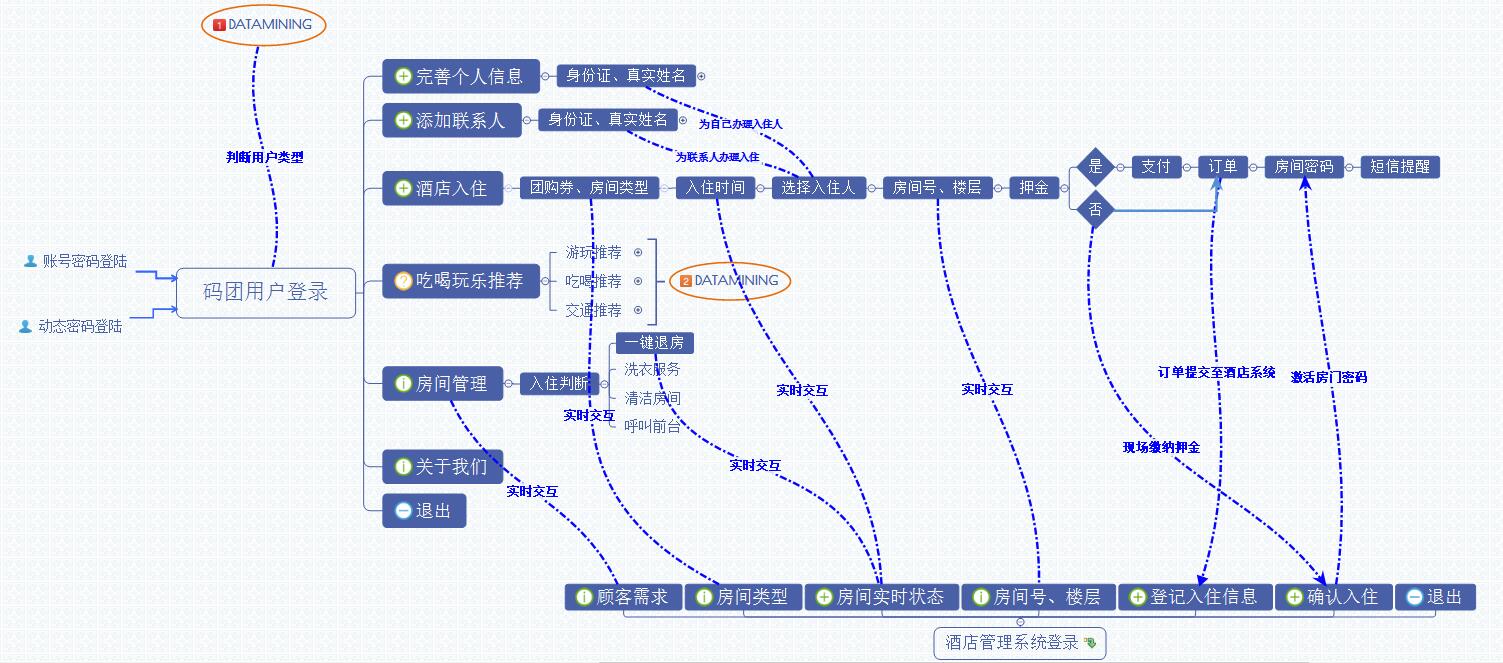 1 DATAMINING
判断用户类型
账号密码登陆
动态密码登陆
码团用户登录
完善个人信息
身份证、真实姓名
添加联系人
身份证、真实姓名
为自己办理入住人
为联系人办理入住
酒店入住
团购券、房间类型
入住时间
选择入住人
房间号、楼层
押金
是
支付
订单
房间密码
短信提醒
否
吃喝玩乐推荐
游玩推荐
吃喝推荐
交通推荐
2 DATAMINING
房间管理
入住判断
一键退房
洗衣服务
清洁房间
呼叫前台
关于我们
退出
实时交互
实时交互
实时交互
实时交互
实时交互
订单提交至酒店系统
激活房门密码
现场缴纳押金
顾客需求
房间类型
房间实时状态
房间号、楼层
登记入住信息
确认入住
退出
酒店管理系统登录